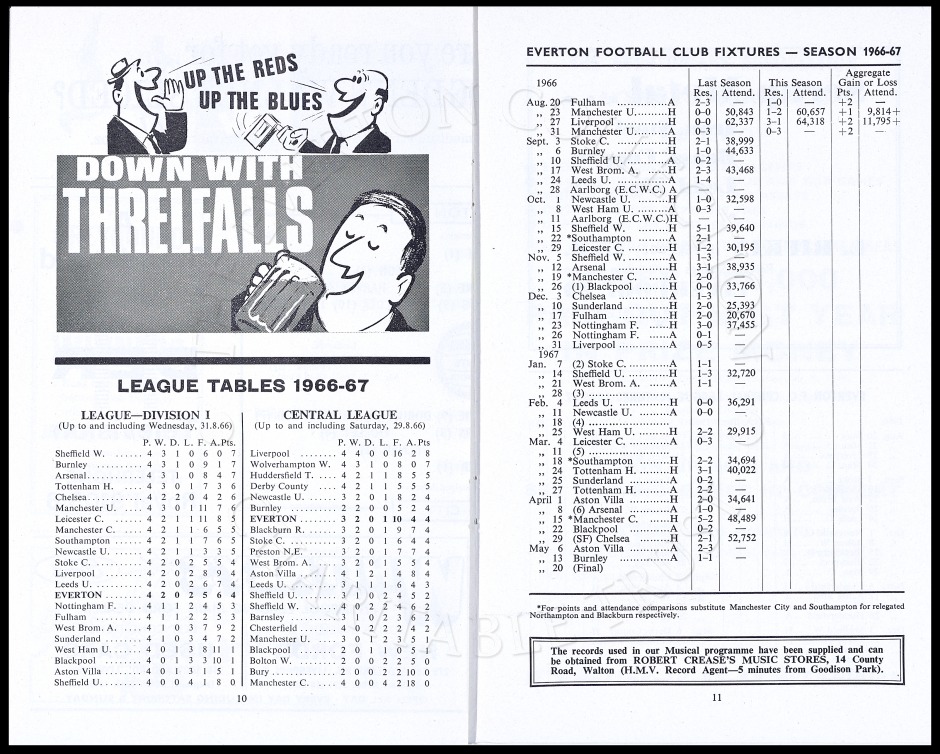 UP THE REDS
UP THE BLUES
DOWN WITH
THRELFALLS
LEAGUE TABLES 1966-67
LEAGUE—DIVISION I
(Up to and including Wednesday, 31.8.66)
P. W. D. L. F. A. Pts.
Sheffield W. ...... 4 3 1 0 6 0 7
Burnley ........... 4 3 1 0 9 1 7
Arsenal............ 4 3 1 0 8 4 7
Tottenham H. .... 4 3 0 1 7 3 6
Chelsea............ 4 2 2 0 4 2 6
Manchester U. .... 4 3 0 1 11 7 6
Leicester C. ...... 4 2 1 1 11 8 5
Manchester C. .... 4 2 1 1 6 5 5
Southampton ...... 4 2 1 1 7 6 5
Newcastle U. ...... 4 2 1 1 3 3 5
Stoke C. .......... 4 2 0 2 5 5 4
Liverpool ........ 4 2 0 2 8 9 4
Leeds U. .......... 4 2 0 2 6 7 4
EVERTON ........ 4 2 0 2 5 6 4
Nottingham F. .... 4 1 1 2 4 5 3
Fulham .......... 4 1 1 2 2 5 3
West Brom. A. .... 4 1 0 3 7 9 2
Sunderland ........ 4 1 0 3 4 7 2
West Ham U. ...... 4 0 1 3 8 11 1
Blackpool ........ 4 0 1 3 3 10 1
Aston Villa ........ 4 0 1 3 1 5 1
Sheffield U. ........ 4 0 0 4 1 8 0
CENTRAL LEAGUE
(Up to and including Saturday, 29.8.66)
P. W. D. L. F. A. Pts
Liverpool ........ 4 4 0 0 16 2 8
Wolverhampton W. 4 3 1 0 8 0 7
Huddersfield T. .... 4 2 1 1 8 5 5
Derby County .... 4 2 1 1 5 5 5
Newcastle U. ...... 3 2 0 1 8 2 4
Burnley .......... 2 2 0 0 5 2 4
EVERTON ........ 3 2 0 1 10 4 4
Blackburn R. ...... 3 2 0 1 9 7 4
Stoke C. .......... 3 2 0 1 6 4 4
Preston N.E. ...... 3 2 0 1 7 7 4
West Brom. A. .... 3 2 0 1 5 5 4
Aston Villa ........ 4 1 2 1 4 8 4
Leeds U. .......... 3 1 1 1 6 4 3
Sheffield U. ........ 3 1 0 2 4 5 2
Sheffield W. ...... 4 0 2 2 4 6 2
Barnsley .......... 3 1 0 2 3 6 2
Chesterfield ...... 4 0 2 2 2 4 2
Manchester U. .... 3 0 1 2 3 5 1
Blackpool ........ 2 0 1 1 0 5 1
Bolton W. ........ 2 0 0 2 2 5 0
Bury .............. 2 0 0 2 2 10 0
Manchester C. .... 4 0 0 4 2 18 0
10
EVERTON FOOTBALL CLUB FIXTURES — SEASON 1966-67
1966 Last Season This Season Aggregate Gain or Loss
Res. Attend. Res. Attend. Pts. Attend.
Aug. 20 Fulham ............A 2–3 — 1–0 — +2 —
,, 23 Manchester U.........H 0–0 50,843 1–2 60,657 +1 9,814+
,, 27 Liverpool ............H 0–0 62,337 3–1 64,318 +2 11,795+
,, 31 Manchester U.........A 0–3 — 0–3 — +2 —
Sept. 3 Stoke C. ............H 2–1 38,999
,, 6 Burnley ............H 1–0 44,633
,, 10 Sheffield U. .........A 0–2 —
,, 17 West Brom. A. ......H 2–3 43,468
,, 24 Leeds U. ............A 1–4 —
,, 28 Aarlborg (E.C.W.C.) A — —
Oct. 1 Newcastle U. ......H 1–0 32,598
,, 8 West Ham U. .........A 0–3 —
,, 11 Aarlborg (E.C.W.C.)H — —
,, 15 Sheffield W. .........H 5–1 39,640
,, 22 *Southampton ......A 2–1 —
,, 29 Leicester C. .........H 1–2 30,195
Nov. 5 Sheffield W. .........A 1–3 —
,, 12 Arsenal ............H 3–1 38,935
,, 19 *Manchester C. ......A 2–0 —
,, 26 (1) Blackpool ......H 0–0 33,766
Dec. 3 Chelsea ............A 1–3 —
,, 10 Sunderland .........H 2–0 25,393
,, 17 Fulham ............H 2–0 20,670
,, 23 Nottingham F. ......H 3–0 37,455
,, 26 Nottingham F. ......A 0–1 —
,, 31 Liverpool ............A 0–5 —
1967
Jan. 7 (2) Stoke C. .........A 1–1 —
,, 14 Sheffield U. .........H 1–3 32,720
,, 21 West Brom. A. ......A 1–1 —
,, 28 (3) ..................
Feb. 4 Leeds U. ............H 0–0 36,291
,, 11 Newcastle U. ......A 0–0 —
,, 18 (4) ..................
,, 25 West Ham U. ......H 2–2 29,915
Mar. 4 Leicester C. .........A 0–3 —
,, 11 (5) ..................
,, 18 *Southampton ......H 2–2 34,694
,, 24 Tottenham H. ......H 3–1 40,022
,, 25 Sunderland .........A 0–2 —
,, 27 Tottenham H. ......A 2–2 —
April 1 Aston Villa .........H 2–0 34,641
,, 8 (6) Arsenal .........A 1–0 —
,, 15 *Manchester C. ......H 5–2 48,489
,, 22 Blackpool .........A 0–2 —
,, 29 (SF) Chelsea .........H 2–1 52,752
May 6 Aston Villa .........A 2–3 —
,, 13 Burnley ............A 1–1 —
,, 20 (Final)
*For points and attendance comparisons substitute Manchester City and Southampton for relegated
Northampton and Blackburn respectively.
The records used in our Musical programme have been supplied and can
be obtained from ROBERT CREASE'S MUSIC STORES, 14 County
Road, Walton (H.M.V. Record Agent—5 minutes from Goodison Park).
11